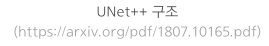 UNet++ 구조
(https://arxiv.org/pdf/1807.10165.pdf)